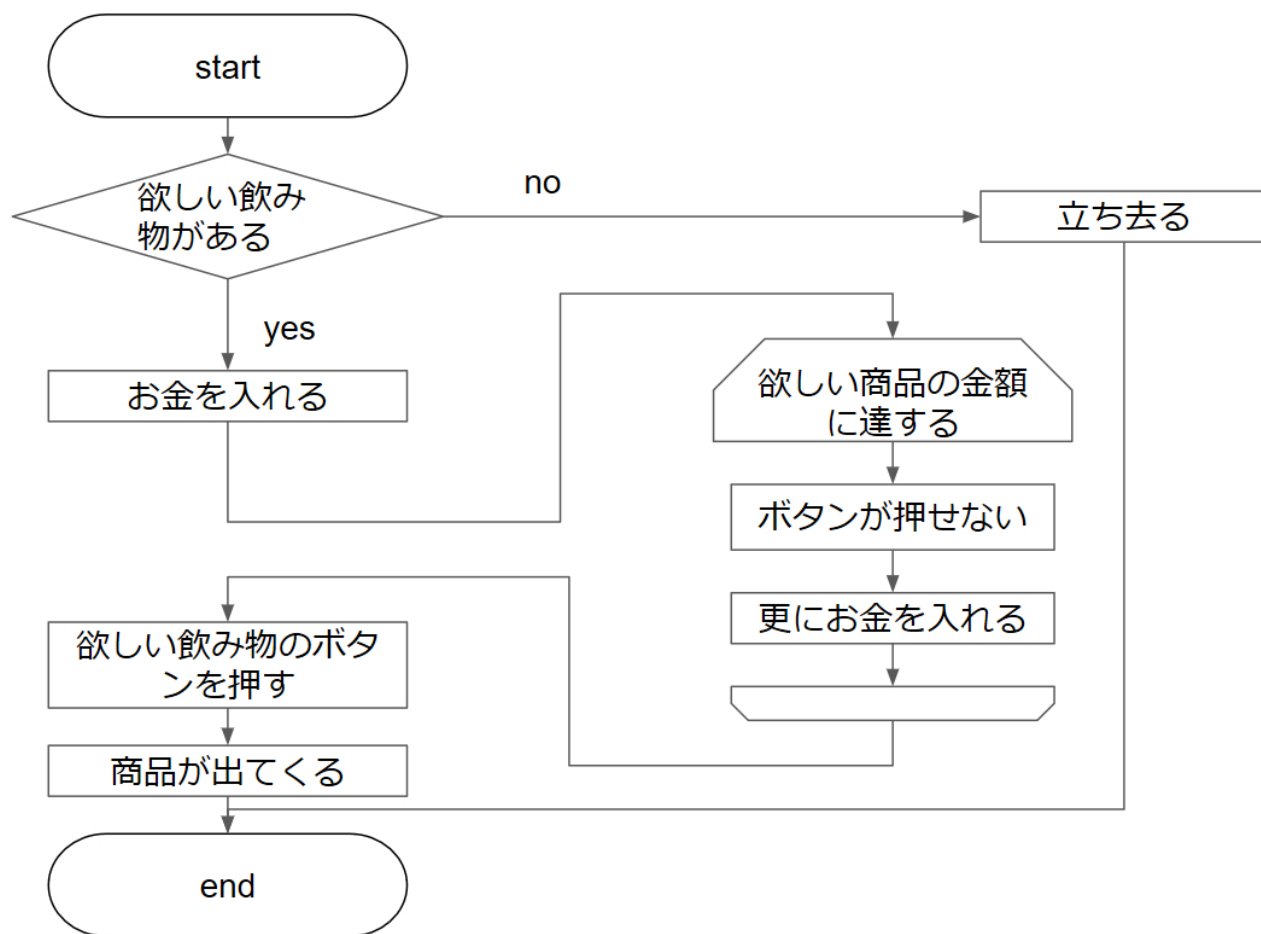 start
欲しい飲み
物がある
no
立ち去る
yes
お金を入れる
欲しい商品の金額
に達する
ボタンが押せない
更にお金を入れる
欲しい飲み物のボタ
ンを押す
商品が出てくる
end